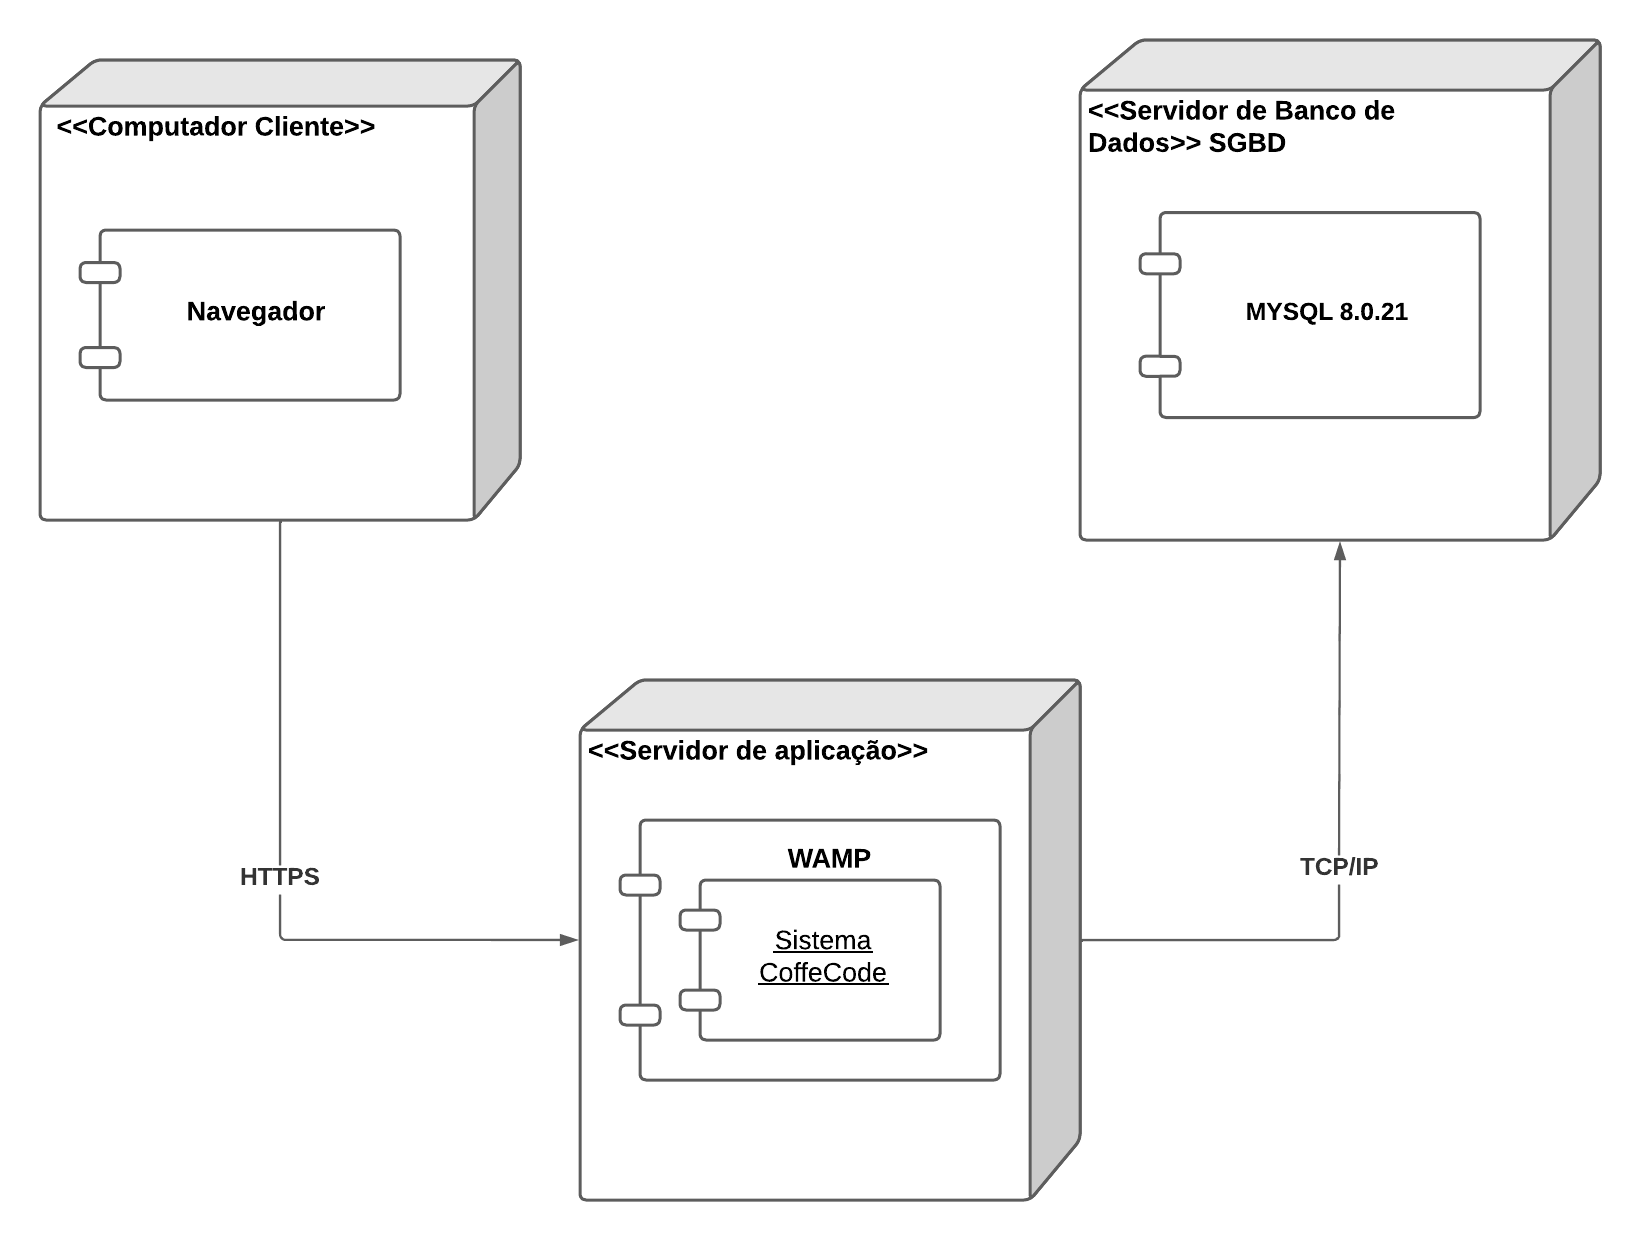 <<Computador Cliente>>
Navegador
<<Servidor de Banco de
Dados>> SGBD
MYSQL 8.0.21
HTTPS
<<Servidor de aplicação>>
WAMP
Sistema
CoffeCode
TCP/IP